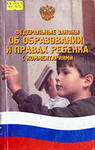 ФЕДЕРАЛЬНЫЕ ЗАКОНЫ
ОБ ОБРАЗОВАНИИ
И ПРАВАХ РЕБЕНКА
С КОММЕНТАРИЯМИ